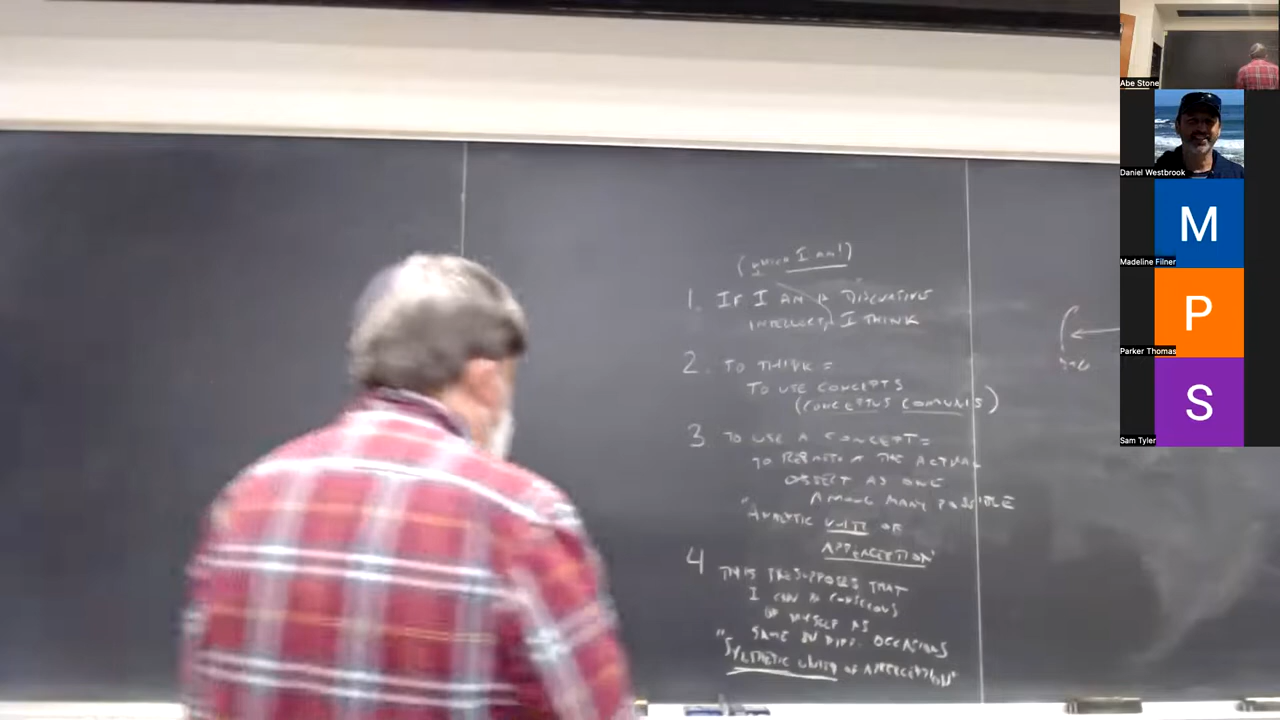 (which I am!)
1. IF I AM A DISCURSIVE
INTELLECT, I THINK
2. TO THINK =
TO USE CONCEPTS
(CONCEPTUS COMMUNIS)
3 TO USE A CONCEPT =
TO THE ACTUAL
OBJECT AS ONE
AMONG MANY POSSIBLE
"ANALYTIC UNITY OF
APPERCEPTION"
4 THIS PRESUPPOSES THAT
I CAN B CONSCIOUS
OF MYSELF AS
SAME ON DIFF. OCCASIONS
"SYNTHETIC UNITY OF APPERCEPTION"
Abe Stone
Daniel Westbrook
M
Madeline Filner
P
Parker Thomas
S
Sam Tyler